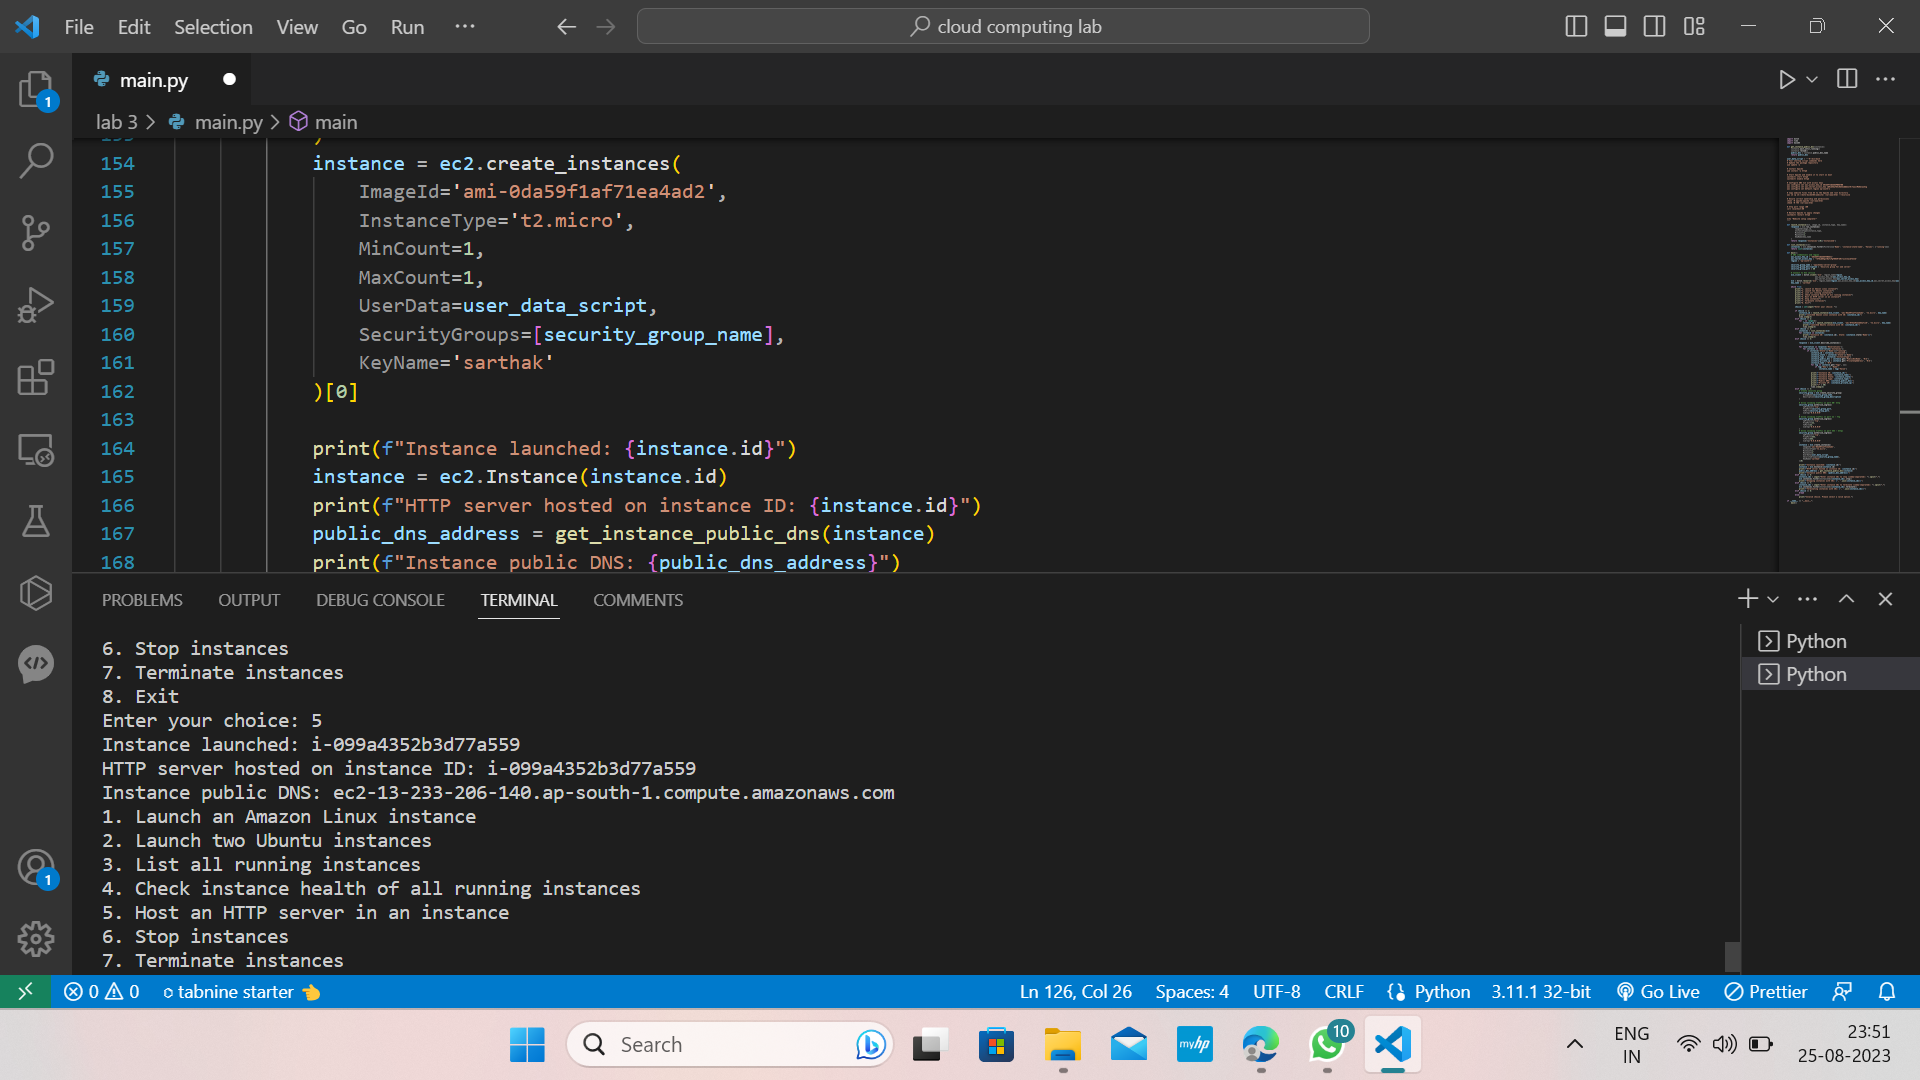 File Edit Selection View Go Run ···
cloud computing lab
1
main.py
lab 3 > main.py > main
153 )
154 instance = ec2.create_instances(
155 ImageId='ami-0da59f1af71ea4ad2',
156 InstanceType='t2.micro',
157 MinCount=1,
158 MaxCount=1,
159 UserData=user_data_script,
160 SecurityGroups=[security_group_name],
161 KeyName='sarthak'
162 )[0]
163
164 print(f"Instance launched: {instance.id}")
165 instance = ec2.Instance(instance.id)
166 print(f"HTTP server hosted on instance ID: {instance.id}")
167 public_dns_address = get_instance_public_dns(instance)
168 print(f"Instance public DNS: {public_dns_address}")
PROBLEMS OUTPUT DEBUG CONSOLE TERMINAL COMMENTS
Python
Python
6. Stop instances
7. Terminate instances
8. Exit
Enter your choice: 5
Instance launched: i-099a4352b3d77a559
HTTP server hosted on instance ID: i-099a4352b3d77a559
Instance public DNS: ec2-13-233-206-140.ap-south-1.compute.amazonaws.com
1. Launch an Amazon Linux instance
2. Launch two Ubuntu instances
3. List all running instances
4. Check instance health of all running instances
5. Host an HTTP server in an instance
6. Stop instances
7. Terminate instances
1
0 0 tabnine starter Ln 126, Col 26 Spaces: 4 UTF-8 CRLF Python 3.11.1 32-bit Go Live Prettier
Search
myhp
10
ENG
IN
23:51
25-08-2023